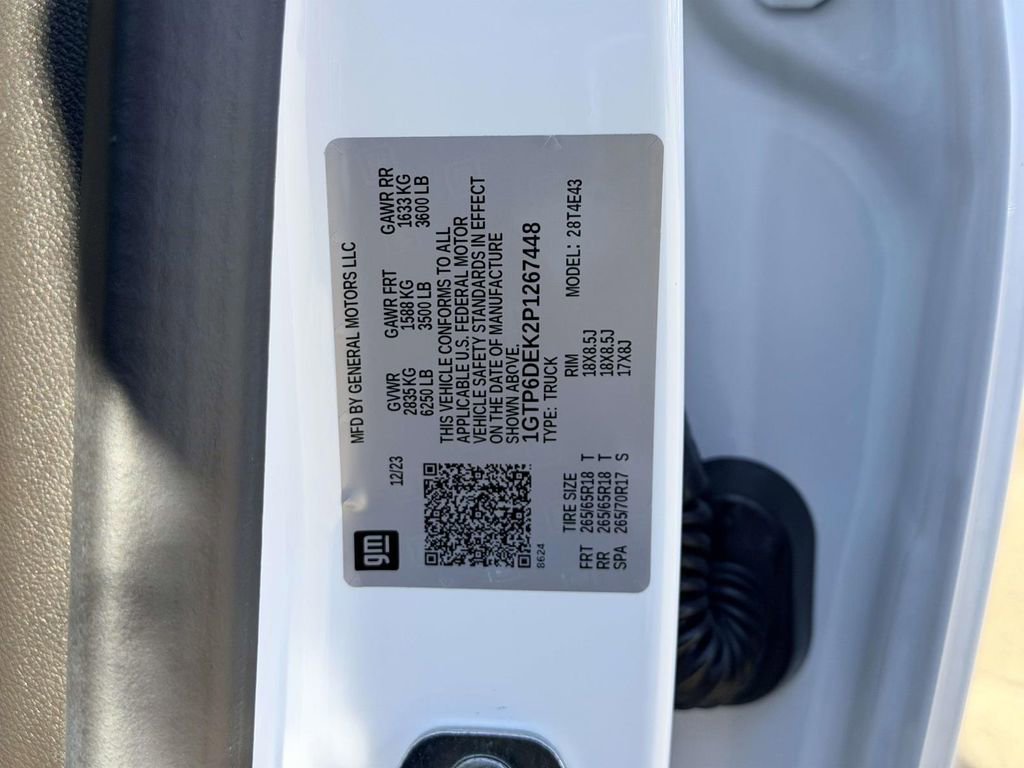 gm
MFD BY GENERAL MOTORS LLC
12/23
GVWR GAWR FRT GAWR RR
2835 KG 1588 KG 1633 KG
6250 LB 3500 LB 3600 LB
THIS VEHICLE CONFORMS TO ALL
APPLICABLE U.S. FEDERAL MOTOR
VEHICLE SAFETY STANDARDS IN EFFECT
ON THE DATE OF MANUFACTURE
SHOWN ABOVE.
1GTP6DEK2P1267448
8624
TYPE: TRUCK
MODEL: 28T4E43
TIRE SIZE RIM
FRT 265/65R18 T 18X8.5J
RR 265/65R18 T 18X8.5J
SPA 265/70R17 S 17X8J